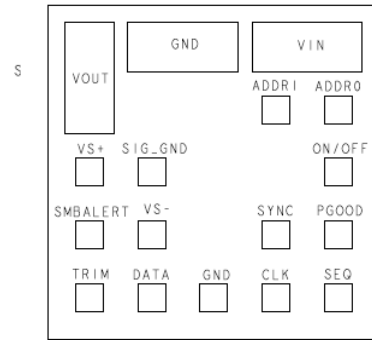 GND VIN
S VOUT
ADDR1 ADDR0
VS+ SIG_GND ON/OFF
SMBALERT VS- SYNC PGOOD
TRIM DATA GND CLK SEQ